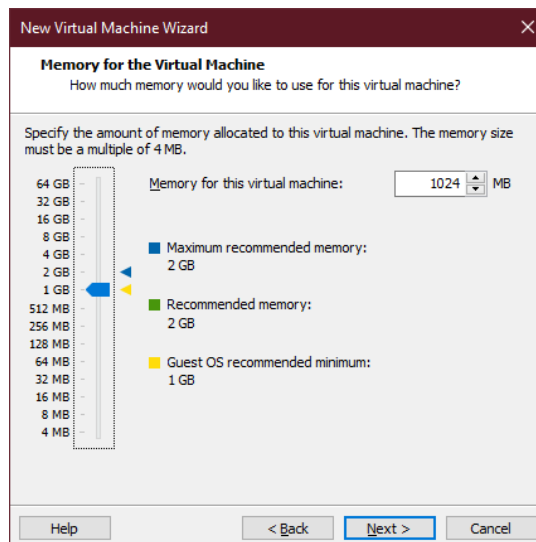 New Virtual Machine Wizard
Memory for the Virtual Machine
How much memory would you like to use for this virtual machine?
Specify the amount of memory allocated to this virtual machine. The memory size
must be a multiple of 4 MB.
64 GB
32 GB
16 GB
8 GB
4 GB
2 GB
1 GB
512 MB
256 MB
128 MB
64 MB
32 MB
16 MB
8 MB
4 MB
Memory for this virtual machine: 1024 MB
Maximum recommended memory:
2 GB
Recommended memory:
2 GB
Guest OS recommended minimum:
1 GB
Help < Back Next > Cancel